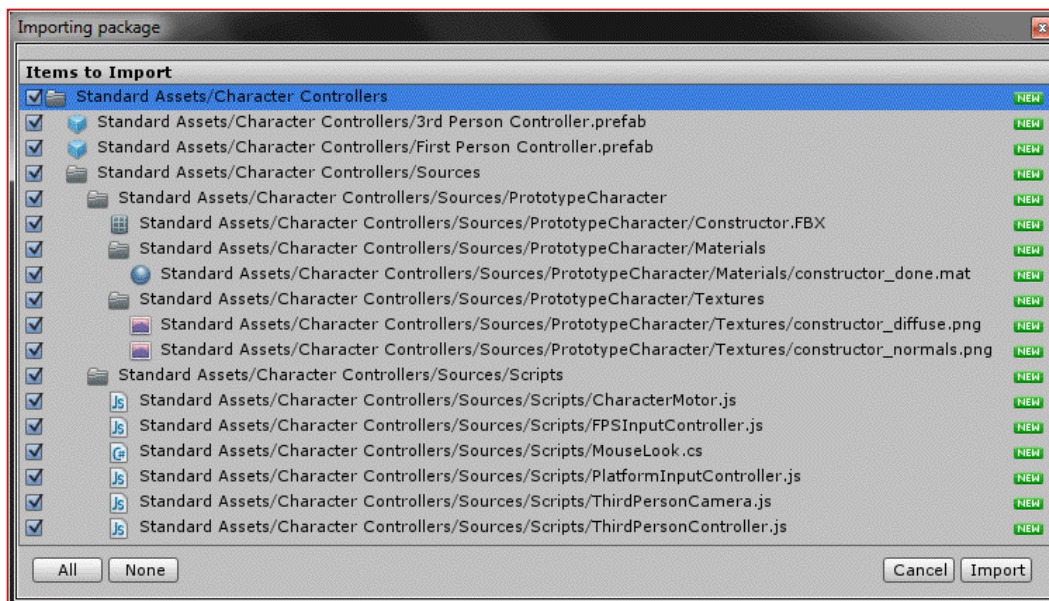 Importing package
Items to Import
Standard Assets/Character Controllers NEW
Standard Assets/Character Controllers/3rd Person Controller.prefab NEW
Standard Assets/Character Controllers/First Person Controller.prefab NEW
Standard Assets/Character Controllers/Sources NEW
Standard Assets/Character Controllers/Sources/PrototypeCharacter NEW
Standard Assets/Character Controllers/Sources/PrototypeCharacter/Constructor.FBX NEW
Standard Assets/Character Controllers/Sources/PrototypeCharacter/Materials NEW
Standard Assets/Character Controllers/Sources/PrototypeCharacter/Materials/constructor_done.mat NEW
Standard Assets/Character Controllers/Sources/PrototypeCharacter/Textures NEW
Standard Assets/Character Controllers/Sources/PrototypeCharacter/Textures/constructor_diffuse.png NEW
Standard Assets/Character Controllers/Sources/PrototypeCharacter/Textures/constructor_normals.png NEW
Standard Assets/Character Controllers/Sources/Scripts NEW
Js Standard Assets/Character Controllers/Sources/Scripts/CharacterMotor.js NEW
Js Standard Assets/Character Controllers/Sources/Scripts/FPSInputController.js NEW
C# Standard Assets/Character Controllers/Sources/Scripts/MouseLook.cs NEW
Js Standard Assets/Character Controllers/Sources/Scripts/PlatformInputController.js NEW
Js Standard Assets/Character Controllers/Sources/Scripts/ThirdPersonCamera.js NEW
Js Standard Assets/Character Controllers/Sources/Scripts/ThirdPersonController.js NEW
All None Cancel Import